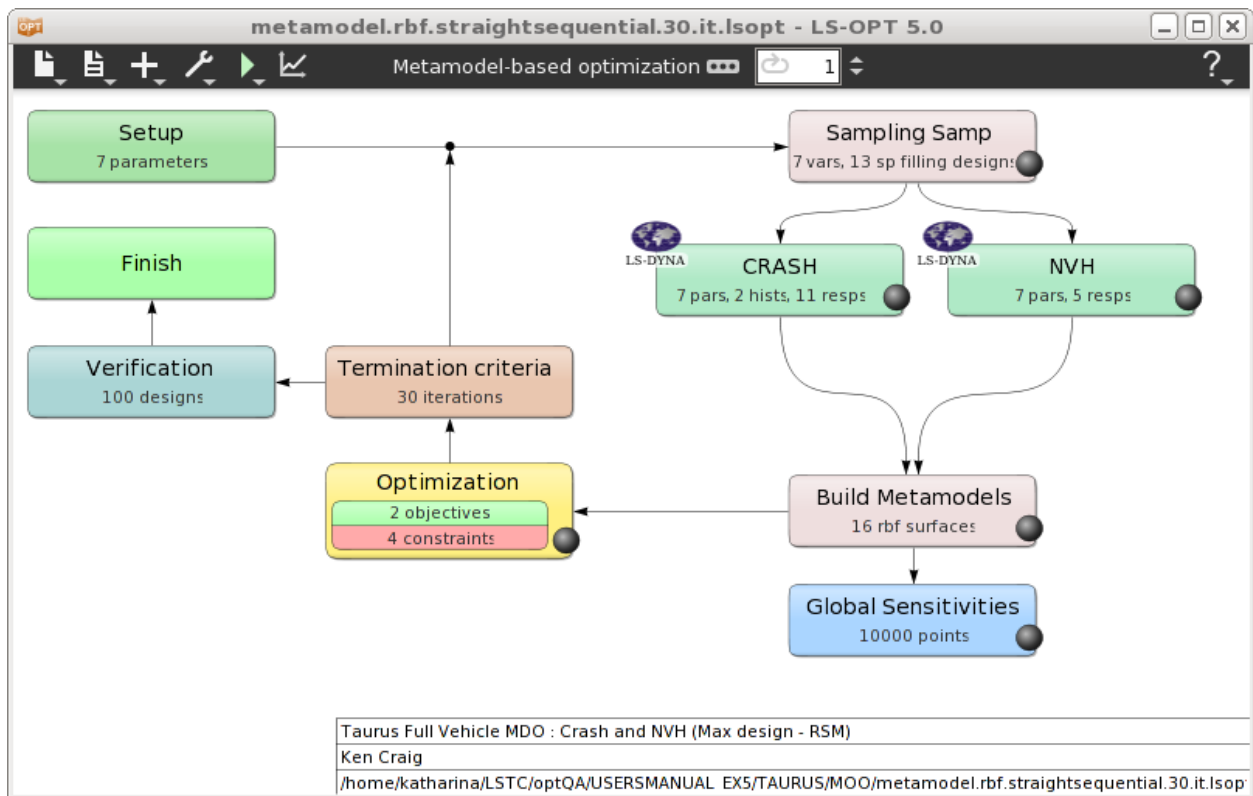 OPT metamodel.rbf.straightsequential.30.it.lsopt - LS-OPT 5.0
Metamodel-based optimization 1 ?
Setup
7 parameters
Sampling Samp
7 vars, 13 sp filling designs
Finish
LS-DYNA
CRASH
7 pars, 2 hists, 11 resps
LS-DYNA
NVH
7 pars, 5 resps
Verification
100 designs
Termination criteria
30 iterations
Optimization
2 objectives
4 constraints
Build Metamodels
16 rbf surfaces
Global Sensitivities
10000 points
Taurus Full Vehicle MDO : Crash and NVH (Max design - RSM)
Ken Craig
/home/katharina/LSTC/optQA/USERSMANUAL_EX5/TAURUS/MOO/metamodel.rbf.straightsequential.30.it.lsop